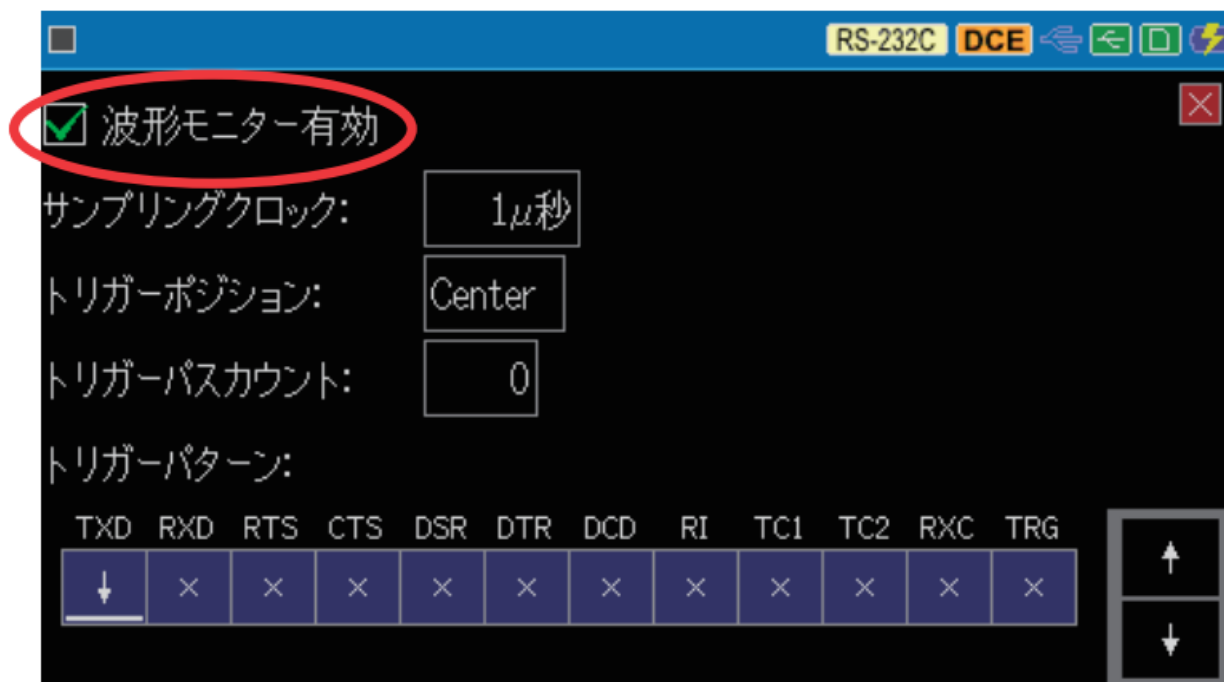 RS-232C DCE
波形モニター有効
サンプリングクロック: 1μ秒
トリガーポジション: Center
トリガーパスカウント: 0
トリガーパターン:
TXD RXD RTS CTS DSR DTR DCD RI TC1 TC2 RXC TRG
↓ × × × × × × × × × × ×